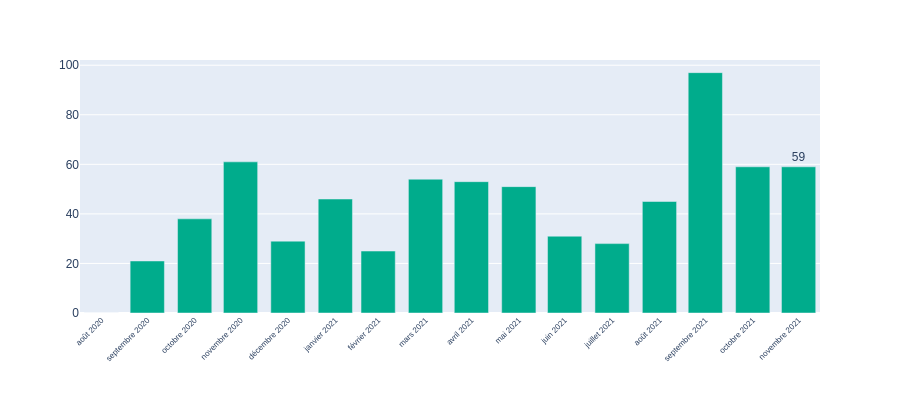 100
80
60
40
20
0
59
août 2020
septembre 2020
octobre 2020
novembre 2020
décembre 2020
janvier 2021
février 2021
mars 2021
avril 2021
mai 2021
juin 2021
juillet 2021
août 2021
septembre 2021
octobre 2021
novembre 2021